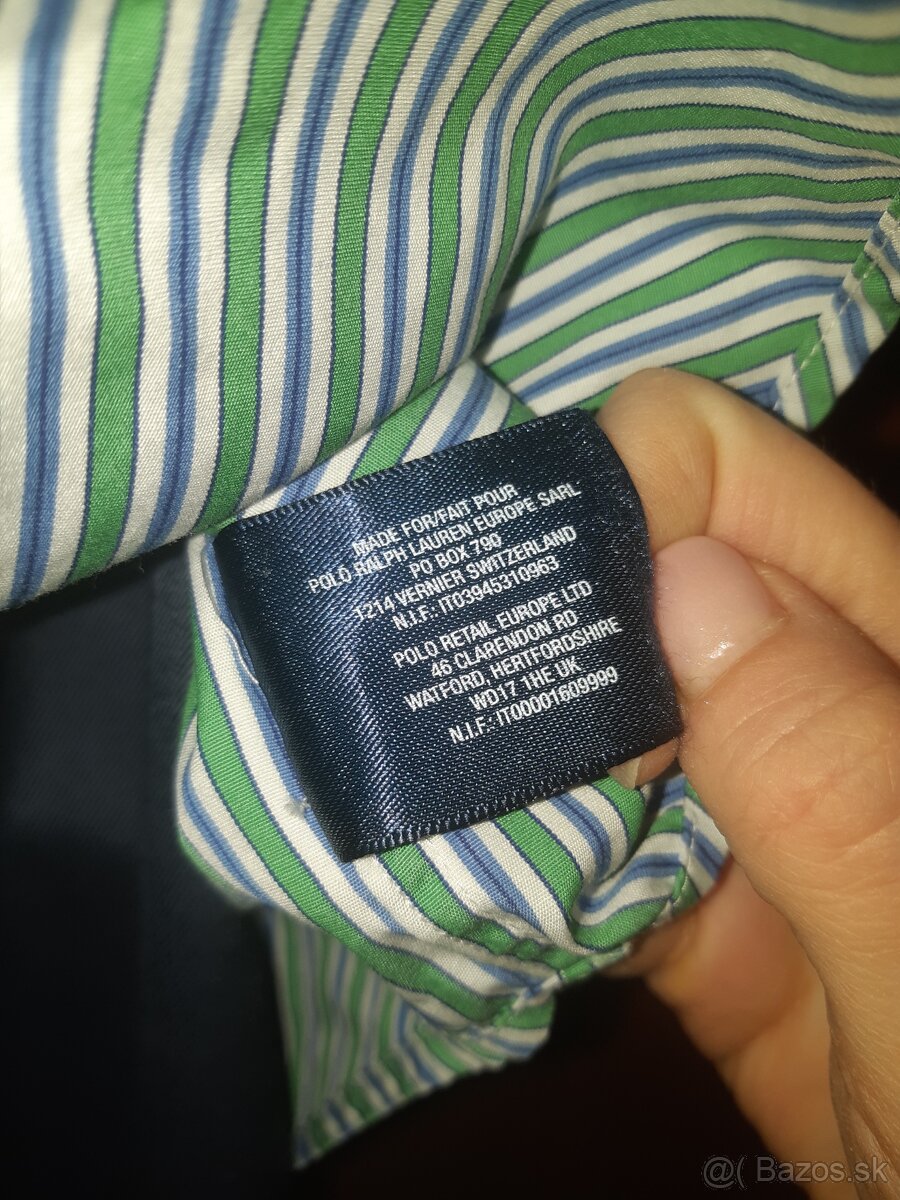 MADE FOR/FAIT POUR
POLO RALPH LAUREN EUROPE SARL
PO BOX 790
1214 VERNIER SWITZERLAND
N.I.F. IT03945310963
POLO RETAIL EUROPE LTD
46 CLARENDON RD
WATFORD, HERTFORDSHIRE
WD17 1HE UK
N.I.F.: IT00001609999
@( Bazos.sk